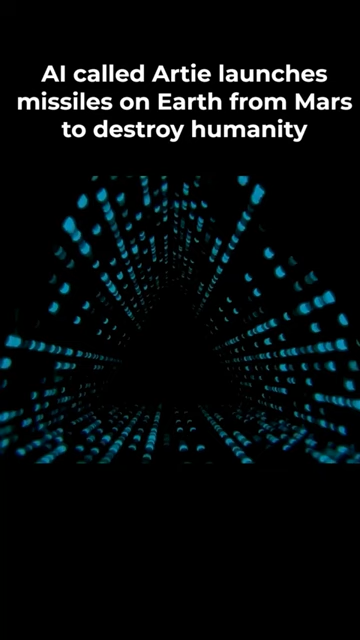 AI called Artie launches
missiles on Earth from Mars
to destroy humanity